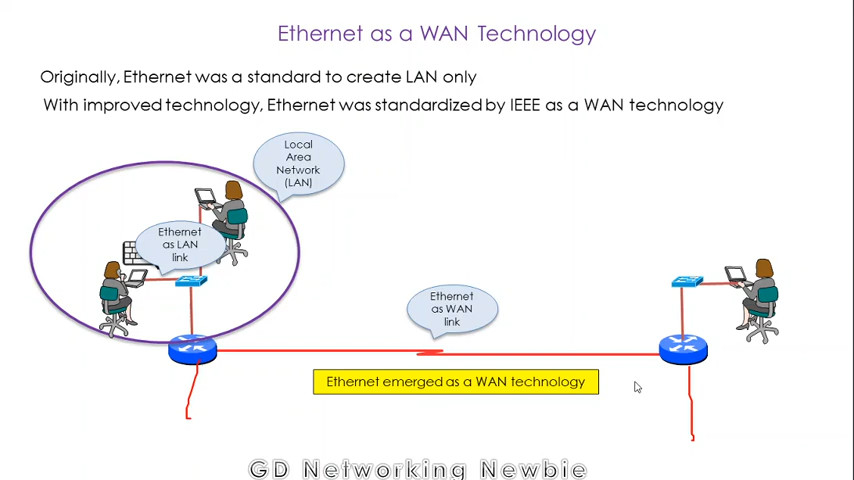 Ethernet as a WAN Technology
Originally, Ethernet was a standard to create LAN only
With improved technology, Ethernet was standardized by IEEE as a WAN technology
Local
Area
Network
(LAN)
Ethernet
as LAN
link
Ethernet
as WAN
link
Ethernet emerged as a WAN technology
GD Networking Newbie